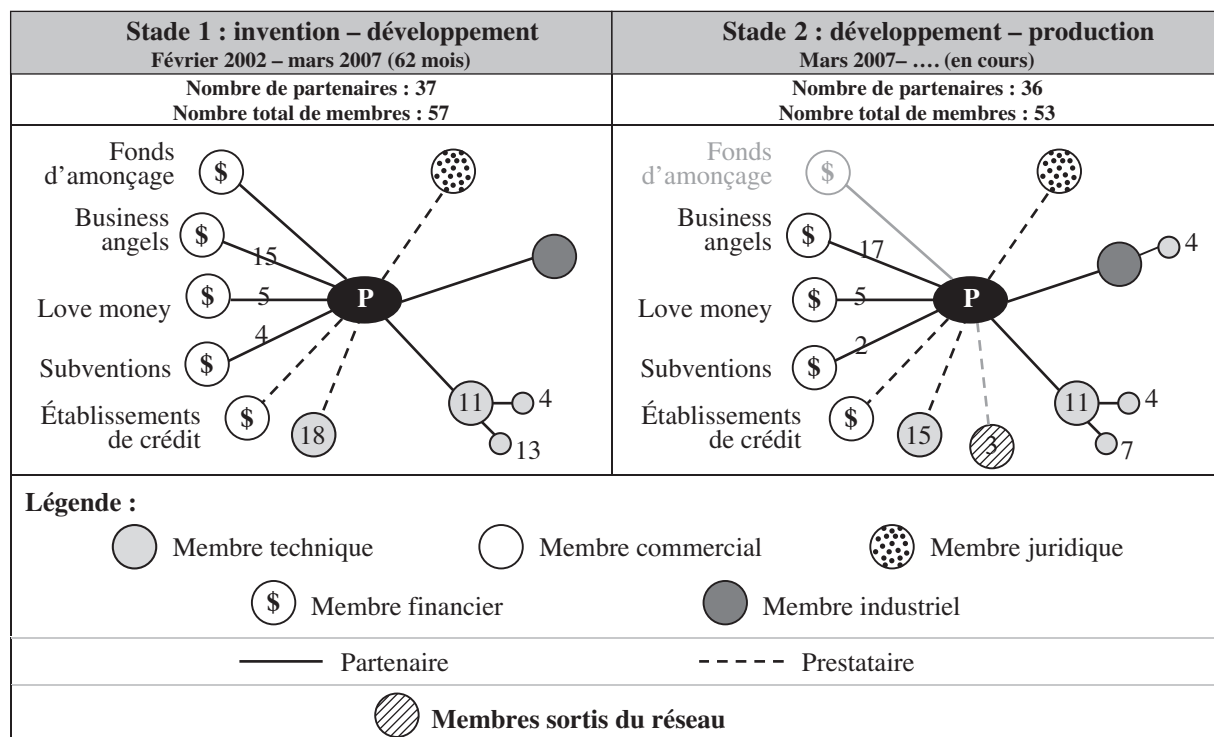 Stade 1 : invention – développement
Février 2002 – mars 2007 (62 mois)
Nombre de partenaires : 37
Nombre total de membres : 57
Fonds
d'amonçage
$
Business
angels
$
15
Love money
$
5
P
Subventions
$
4
Établissements
de crédit
$
18
11
4
13
Stade 2 : développement – production
Mars 2007– …. (en cours)
Nombre de partenaires : 36
Nombre total de membres : 53
Fonds
d'amonçage
$
Business
angels
$
17
4
Love money
$
5
P
Subventions
$
2
Établissements
de crédit
$
15
3
11
4
7
Légende :
Membre technique
Membre commercial
Membre juridique
$
Membre financier
Membre industriel
Partenaire
Prestataire
Membres sortis du réseau